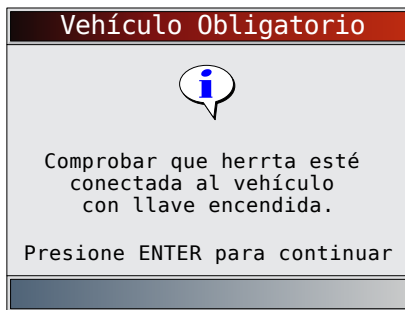 Vehículo Obligatorio
i
Comprobar que herrta esté
conectada al vehículo
con llave encendida.
Presione ENTER para continuar